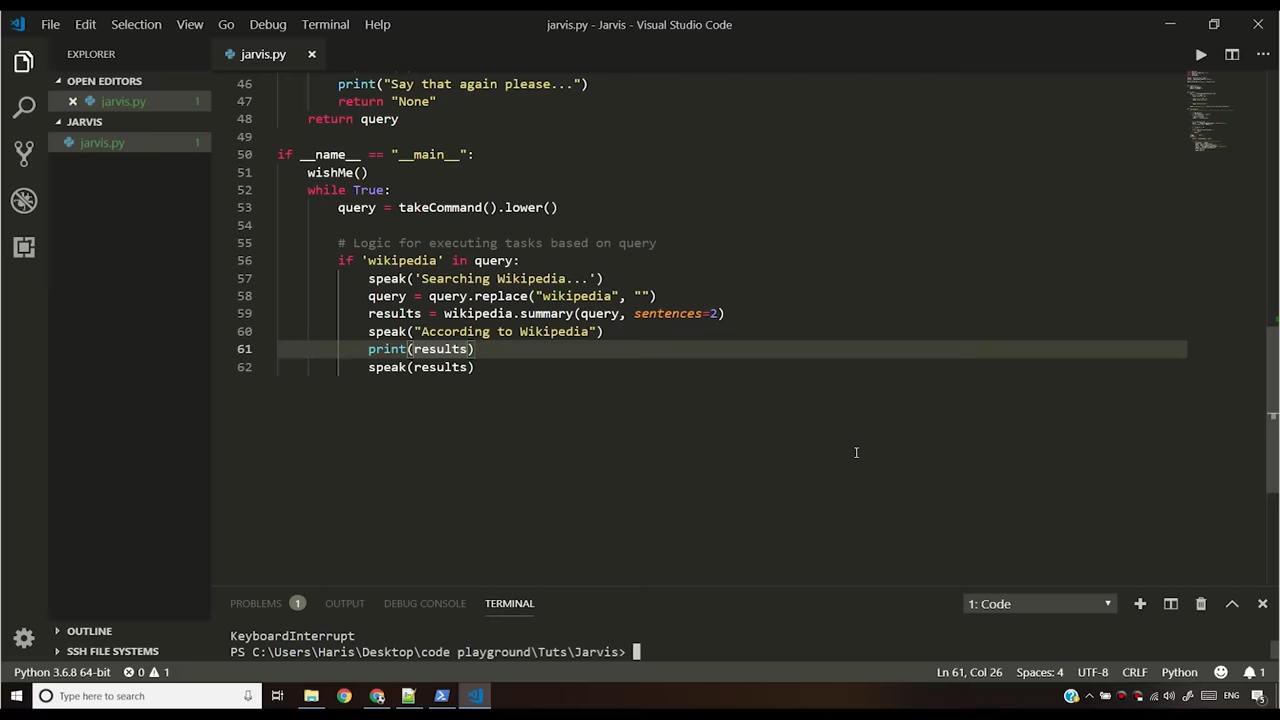 File Edit Selection View Go Debug Terminal Help
jarvis.py - Jarvis - Visual Studio Code
EXPLORER
jarvis.py
OPEN EDITORS
jarvis.py 1
JARVIS
jarvis.py 1
46 print("Say that again please...")
47 return "None"
48 return query
49
50 if __name__ == "__main__":
51 wishMe()
52 while True:
53 query = takeCommand().lower()
54
55 # Logic for executing tasks based on query
56 if 'wikipedia' in query:
57 speak('Searching Wikipedia...')
58 query = query.replace("wikipedia", "")
59 results = wikipedia.summary(query, sentences=2)
60 speak("According to Wikipedia")
61 print(results)
62 speak(results)
PROBLEMS 1 OUTPUT DEBUG CONSOLE TERMINAL
1: Code
KeyboardInterrupt
PS C:\Users\Haris\Desktop\code playground\Tuts\Jarvis>
OUTLINE
SSH FILE SYSTEMS
Python 3.6.8 64-bit 0 1
Ln 61, Col 26 Spaces: 4 UTF-8 CRLF Python 1
Type here to search
ENG
5